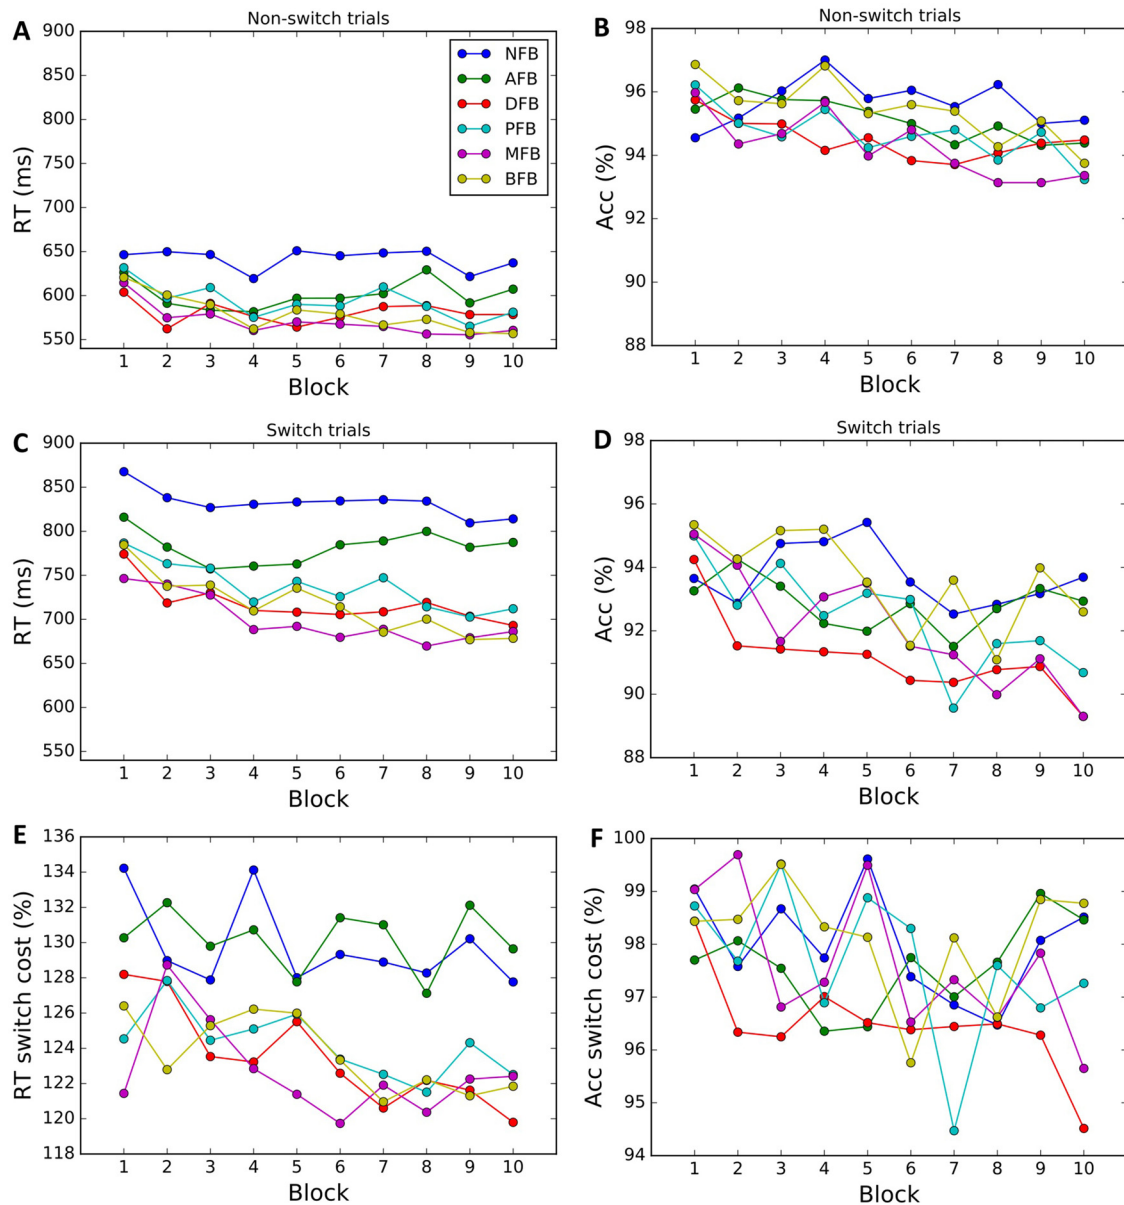 A
Non-switch trials
900
850
800
750
700
650
600
550
RT (ms)
NFB
AFB
DFB
PFB
MFB
BFB
1 2 3 4 5 6 7 8 9 10
Block
B
Non-switch trials
98
96
94
92
90
88
Acc (%)
1 2 3 4 5 6 7 8 9 10
Block
C
Switch trials
900
850
800
750
700
650
600
550
RT (ms)
1 2 3 4 5 6 7 8 9 10
Block
D
Switch trials
98
96
94
92
90
88
Acc (%)
1 2 3 4 5 6 7 8 9 10
Block
E
136
134
132
130
128
126
124
122
120
118
RT switch cost (%)
1 2 3 4 5 6 7 8 9 10
Block
F
100
99
98
97
96
95
94
Acc switch cost (%)
1 2 3 4 5 6 7 8 9 10
Block